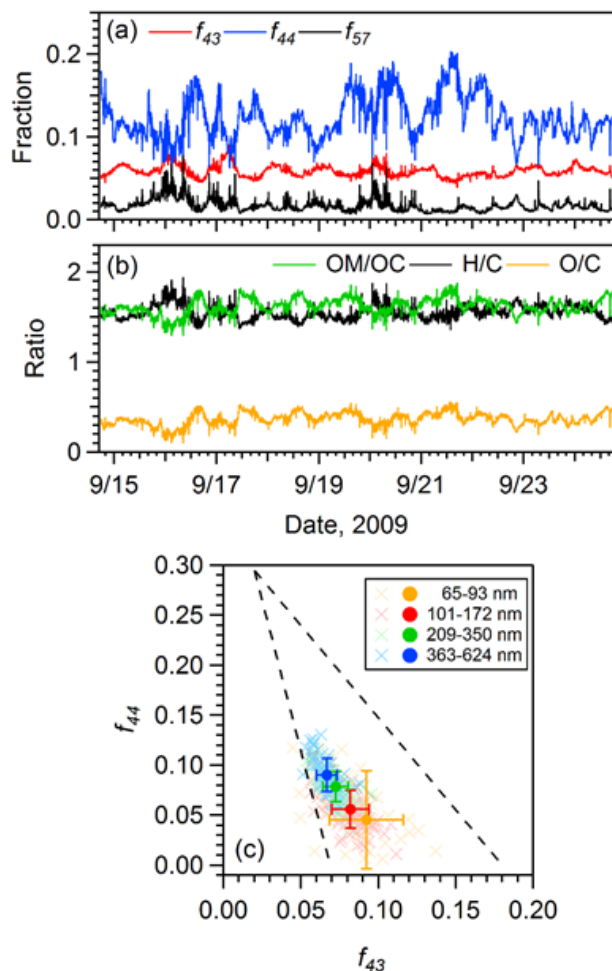 (a) f43 f44 f57
0.2
0.1
0.0
Fraction
(b) OM/OC H/C O/C
2
1
0
Ratio
9/15 9/17 9/19 9/21 9/23
Date, 2009
0.30
0.25
0.20
0.15
0.10
0.05
0.00
f44
65-93 nm
101-172 nm
209-350 nm
363-624 nm
(c)
0.00 0.05 0.10 0.15 0.20
f43